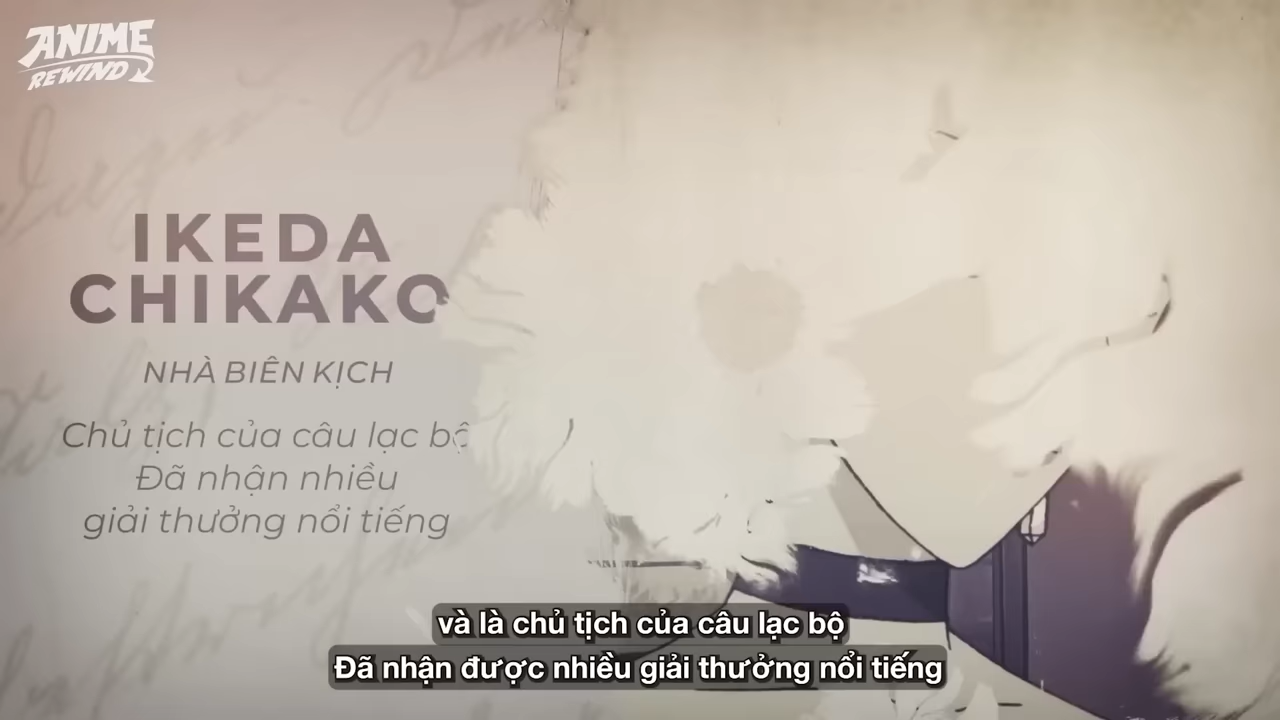 ANIME
REWIND
IKEDA
CHIKAKO
NHÀ BIÊN KỊCH
Chủ tịch của câu lạc bộ
Đã nhận nhiều
giải thưởng nổi tiếng
và là chủ tịch của câu lạc bộ
Đã nhận được nhiều giải thưởng nổi tiếng